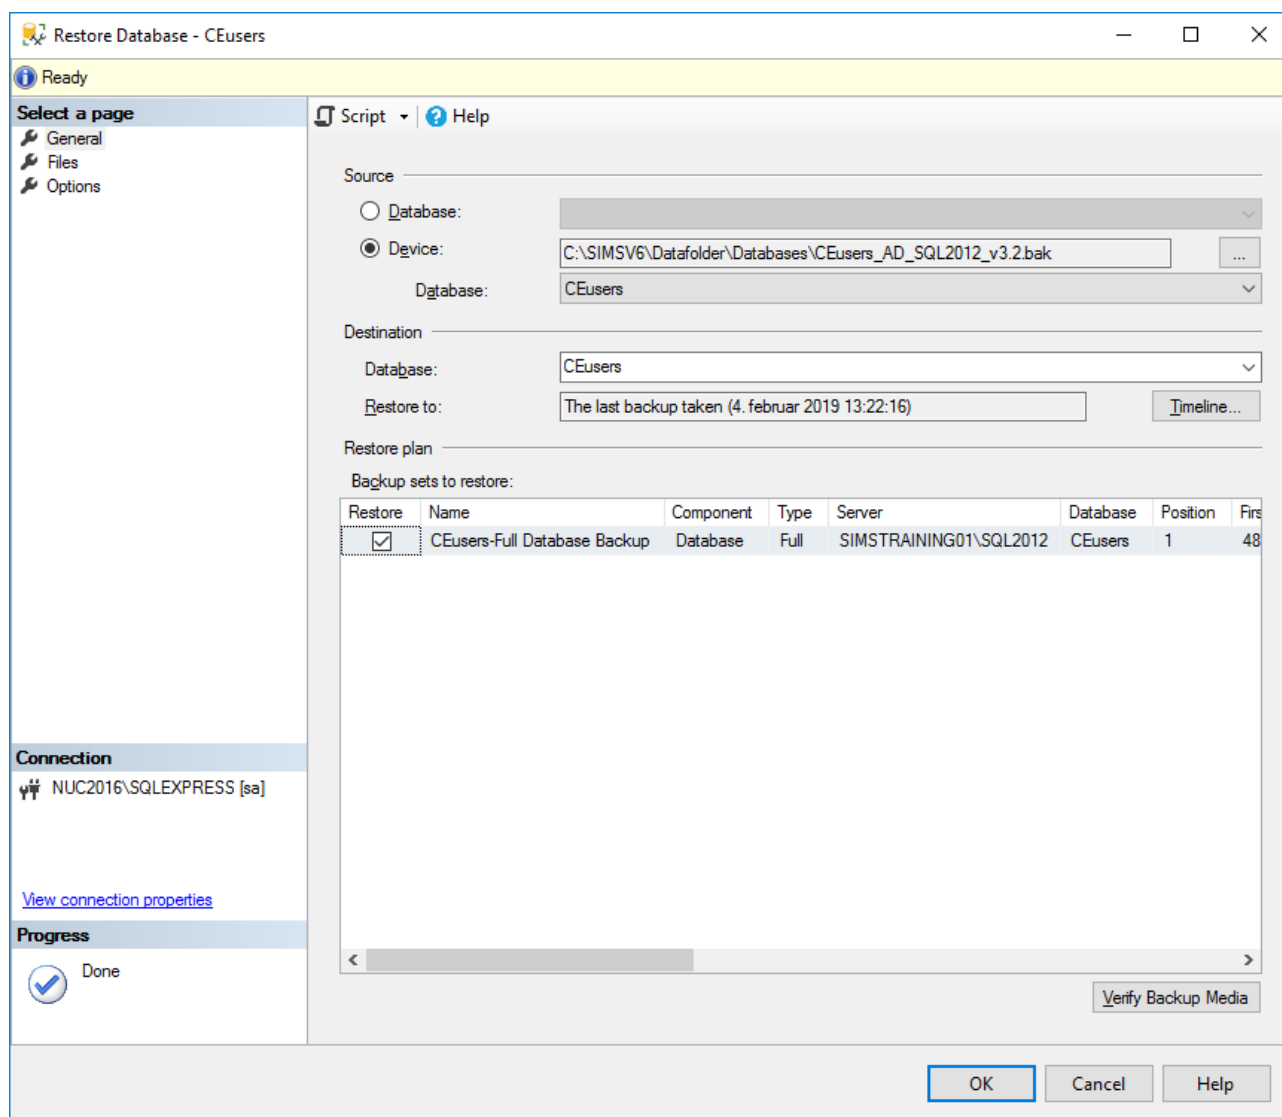 Restore Database - CEusers
Ready
Select a page
General
Files
Options
Script
Help
Source
Database:
Device:
C:\SIMSV6\Datafolder\Databases\CEusers_AD_SQL2012_v3.2.bak
...
Database:
CEusers
Destination
Database:
CEusers
Restore to:
The last backup taken (4. februar 2019 13:22:16)
Timeline...
Restore plan
Backup sets to restore:
Restore Name Component Type Server Database Position Firs
CEusers-Full Database Backup Database Full SIMSTRAINING01\SQL2012 CEusers 1 48
Connection
NUC2016\SQLEXPRESS [sa]
View connection properties
Progress
Done
Verify Backup Media
OK Cancel Help